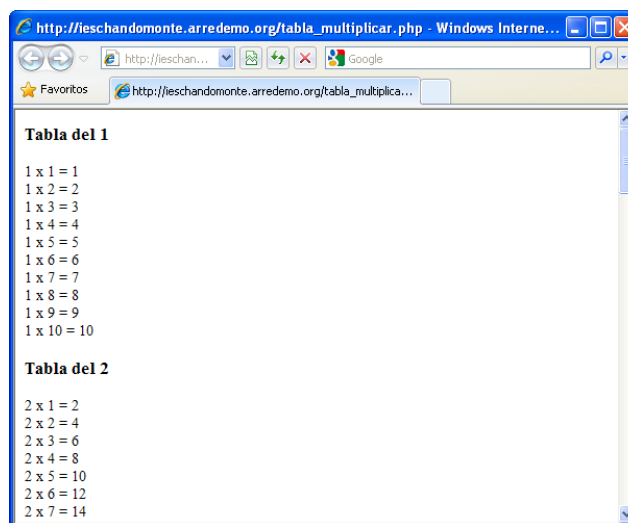 http://ieschandomonte.arredemo.org/tabla_multiplicar.php - Windows Interne...
http://ieschan...
Google
Favoritos
http://ieschandomonte.arredemo.org/tabla_multiplica...
Tabla del 1
1 x 1 = 1
1 x 2 = 2
1 x 3 = 3
1 x 4 = 4
1 x 5 = 5
1 x 6 = 6
1 x 7 = 7
1 x 8 = 8
1 x 9 = 9
1 x 10 = 10
Tabla del 2
2 x 1 = 2
2 x 2 = 4
2 x 3 = 6
2 x 4 = 8
2 x 5 = 10
2 x 6 = 12
2 x 7 = 14